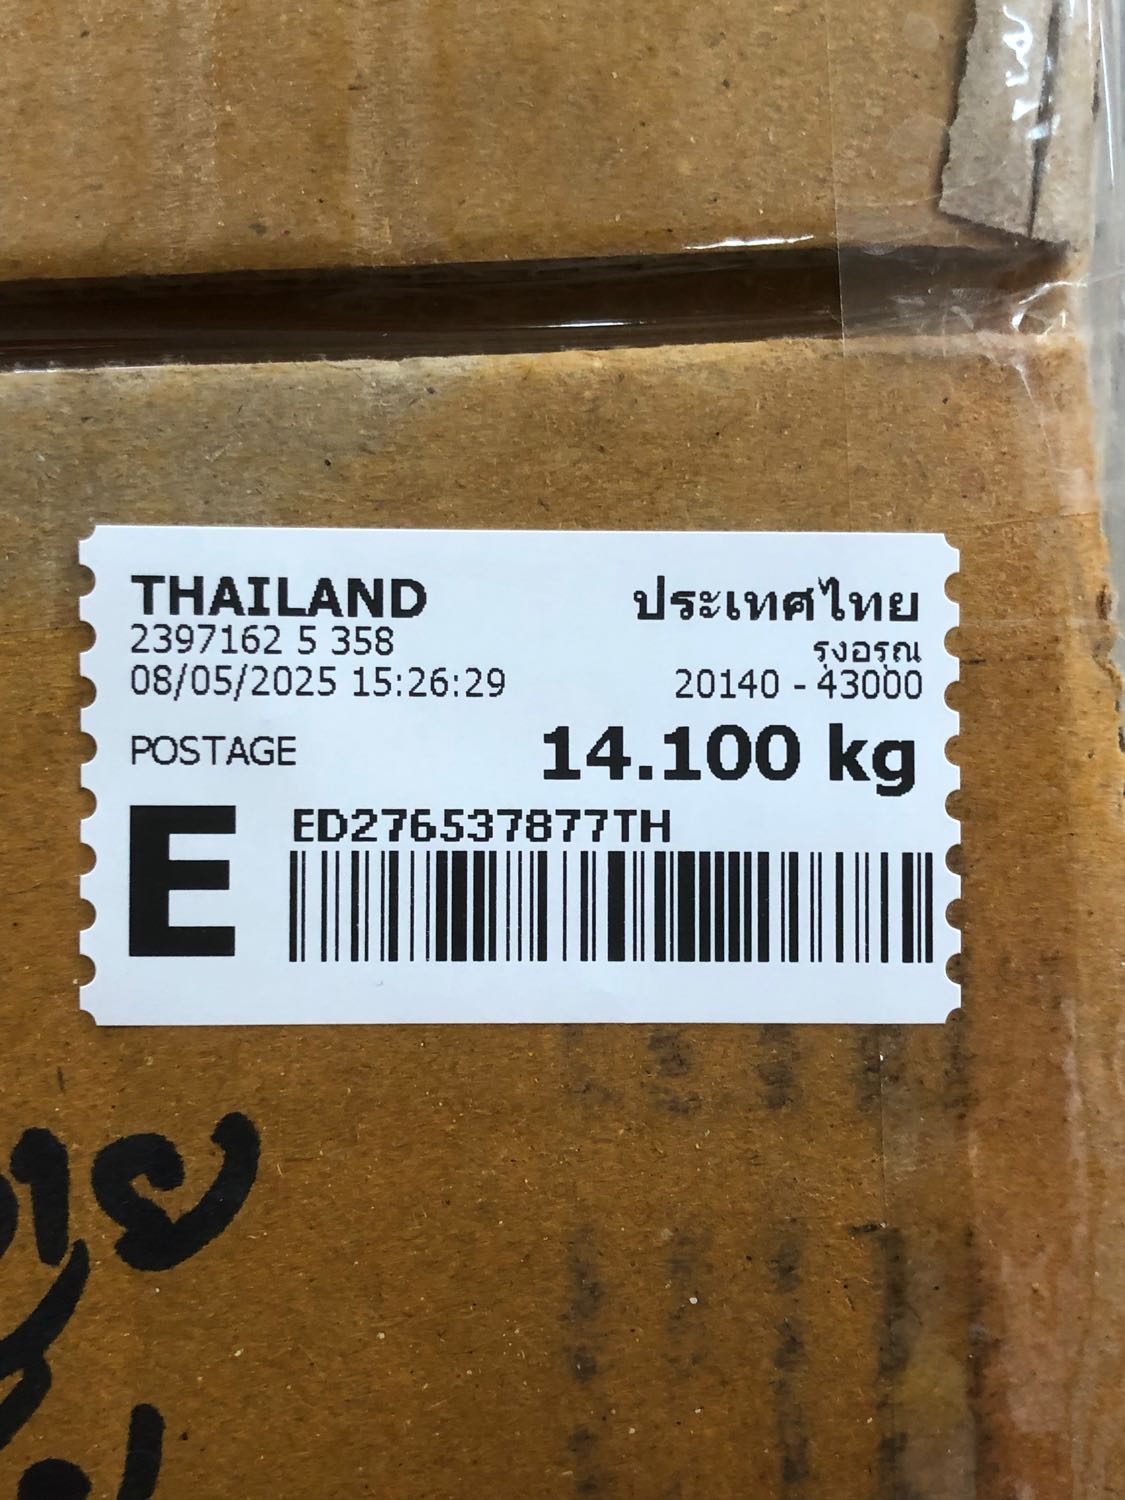 THAILAND ประเทศไทย
2397162 5 358 รุ่งอรุณ
08/05/2025 15:26:29 20140 - 43000
POSTAGE 14.100 kg
E ED276537877TH